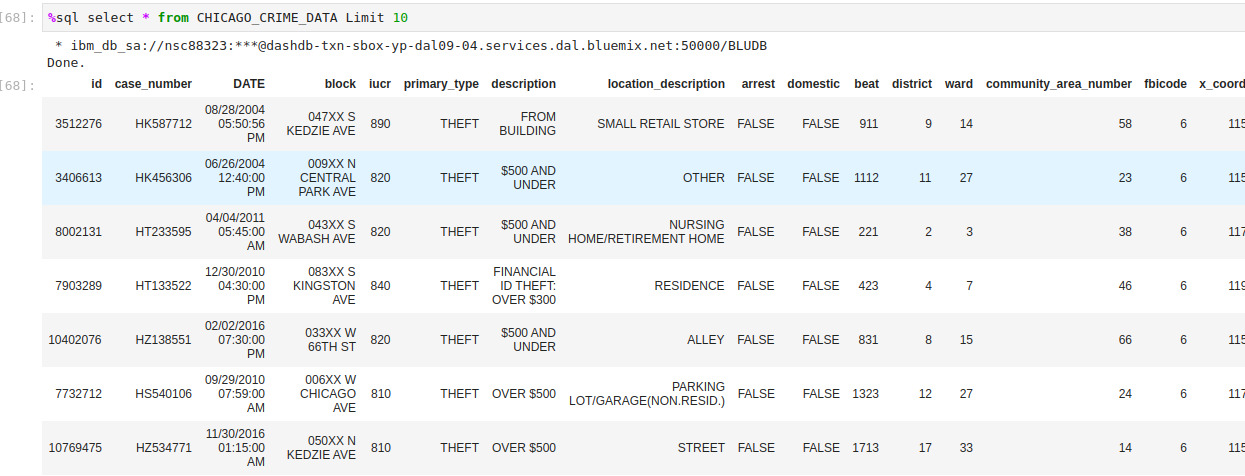 [68]: %sql select * from CHICAGO_CRIME_DATA Limit 10
* ibm_db_sa://nsc88323:***@dashdb-txn-sbox-yp-dal09-04.services.dal.bluemix.net:50000/BLUDB
Done.
[68]: id case_number DATE block iucr primary_type description location_description arrest domestic beat district ward community_area_number fbicode x_coord
08/28/2004 047XX S FROM
3512276 HK587712 05:50:56 KEDZIE AVE 890 THEFT BUILDING SMALL RETAIL STORE FALSE FALSE 911 9 14 58 6 115
PM
06/26/2004 009XX N $500 AND
3406613 HK456306 12:40:00 CENTRAL 820 THEFT UNDER OTHER FALSE FALSE 1112 11 27 23 6 115
PM PARK AVE
04/04/2011 043XX S $500 AND NURSING
8002131 HT233595 05:45:00 WABASH AVE 820 THEFT UNDER HOME/RETIREMENT HOME FALSE FALSE 221 2 3 38 6 117
AM
12/30/2010 083XX S FINANCIAL
7903289 HT133522 04:30:00 KINGSTON 840 THEFT ID THEFT: RESIDENCE FALSE FALSE 423 4 7 46 6 119
PM AVE OVER $300
02/02/2016 033XX W $500 AND
10402076 HZ138551 07:30:00 66TH ST 820 THEFT UNDER ALLEY FALSE FALSE 831 8 15 66 6 115
PM
09/29/2010 006XX W PARKING
7732712 HS540106 07:59:00 CHICAGO 810 THEFT OVER $500 LOT/GARAGE(NON.RESID.) FALSE FALSE 1323 12 27 24 6 117
AM AVE
11/30/2016 050XX N
10769475 HZ534771 01:15:00 KEDZIE AVE 810 THEFT OVER $500 STREET FALSE FALSE 1713 17 33 14 6 115
AM